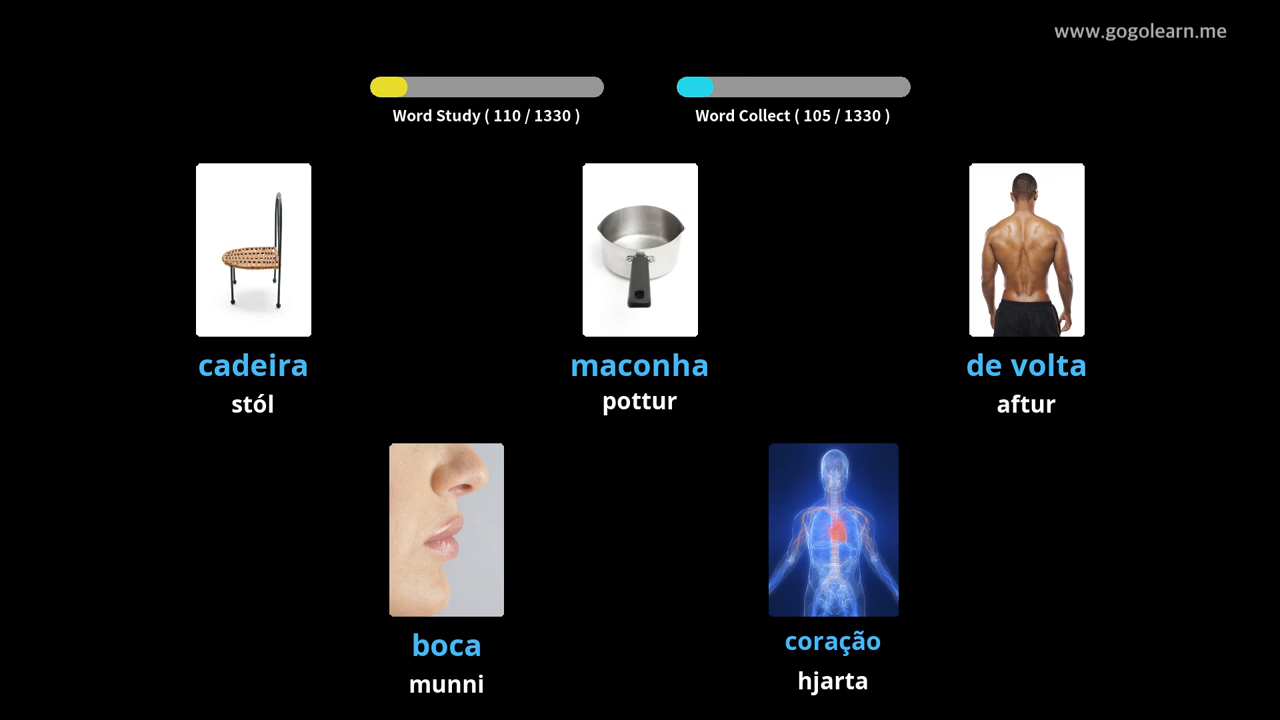 www.gogolearn.me
Word Study ( 110 / 1330 )
Word Collect ( 105 / 1330 )
cadeira
stól
maconha
pottur
de volta
aftur
boca
munni
coração
hjarta